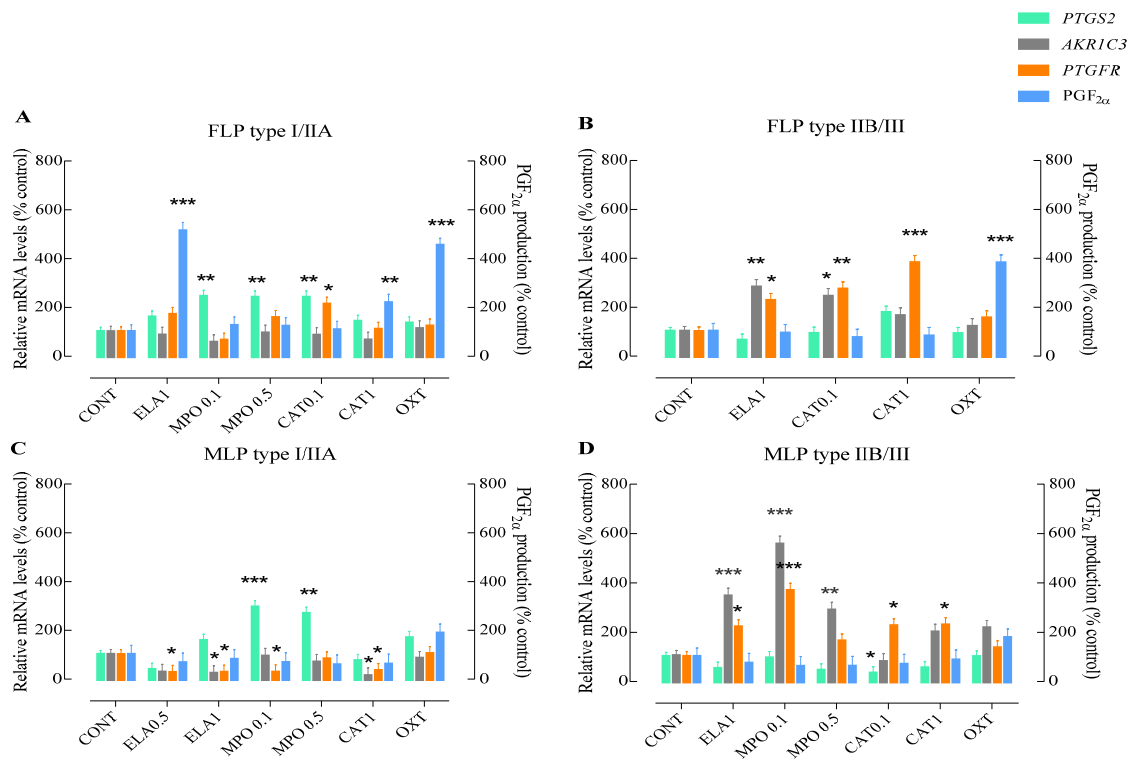 PTGS2
AKR1C3
PTGFR
PGF2α
A
FLP type I/IIA
Relative mRNA levels (% control)
800
600
400
200
0
**
***
**
**
*
**
***
800
600
400
200
0
PGF2α production (% control)
CONT
ELA1
MPO 0.1
MPO 0.5
CAT0.1
CAT1
OXT
B
FLP type IIB/III
Relative mRNA levels (% control)
800
600
400
200
0
**
*
*
**
***
***
800
600
400
200
0
PGF2α production (% control)
CONT
ELA1
CAT0.1
CAT1
OXT
C
MLP type I/IIA
Relative mRNA levels (% control)
800
600
400
200
0
*
*
*
***
*
**
*
*
800
600
400
200
0
PGF2α production (% control)
CONT
ELA0.5
ELA1
MPO 0.1
MPO 0.5
CAT1
OXT
D
MLP type IIB/III
Relative mRNA levels (% control)
800
600
400
200
0
***
*
***
***
**
*
*
*
800
600
400
200
0
PGF2α production (% control)
CONT
ELA1
MPO 0.1
MPO 0.5
CAT0.1
CAT1
OXT